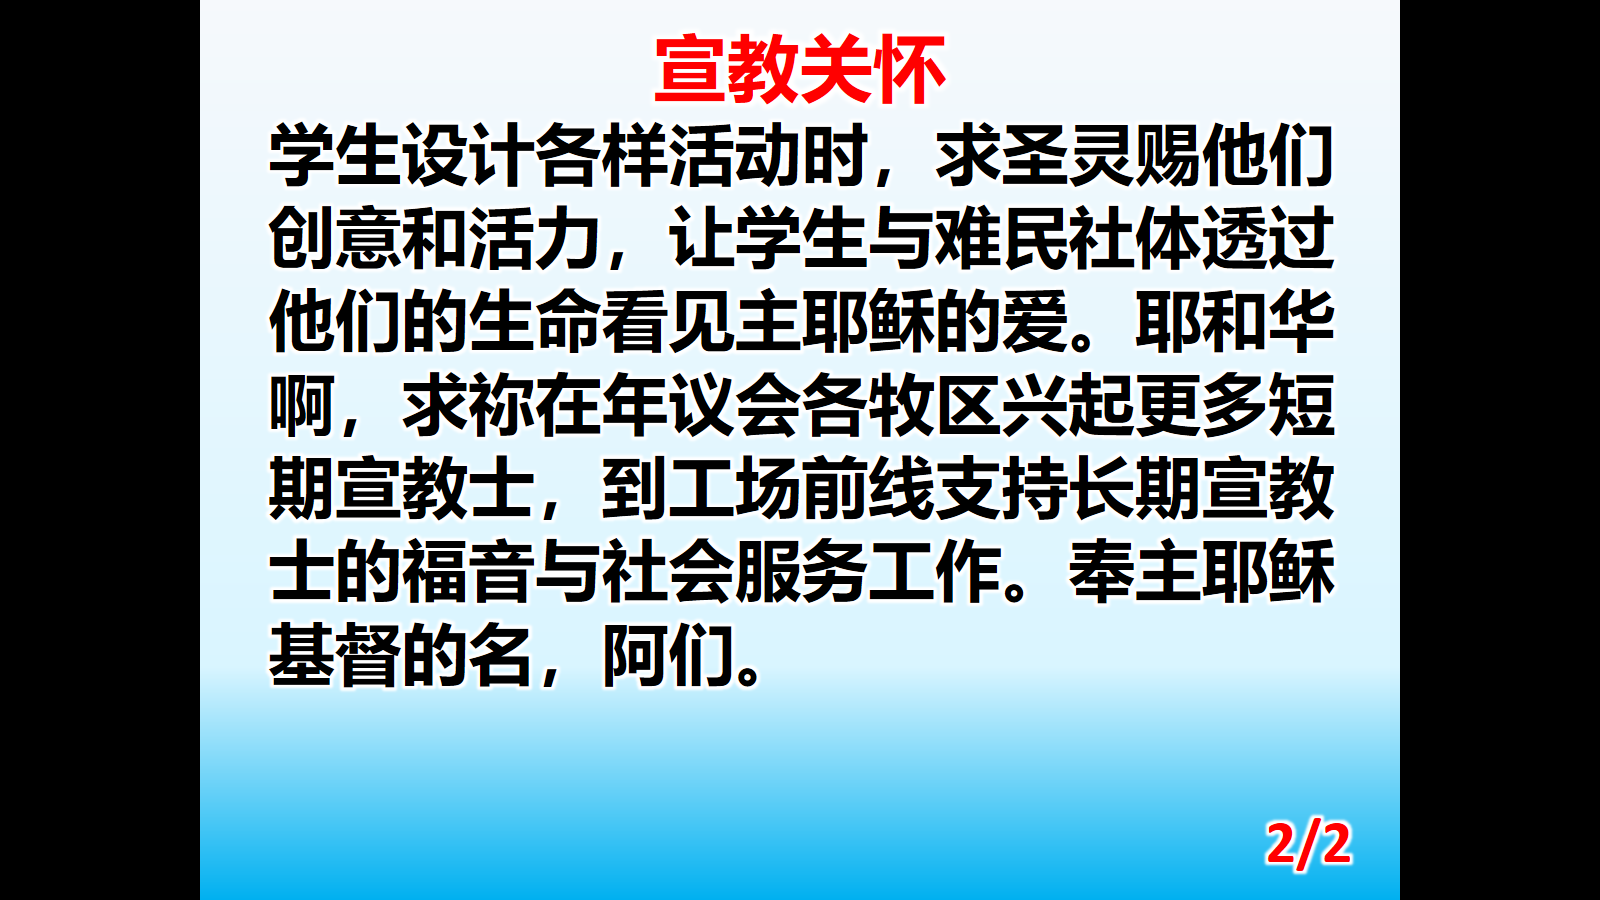 宣教关怀
学生设计各样活动时，求圣灵赐他们
创意和活力，让学生与难民社体透过
他们的生命看见主耶稣的爱。耶和华
啊，求祢在年议会各牧区兴起更多短
期宣教士，到工场前线支持长期宣教
士的福音与社会服务工作。奉主耶稣
基督的名，阿们。
2/2